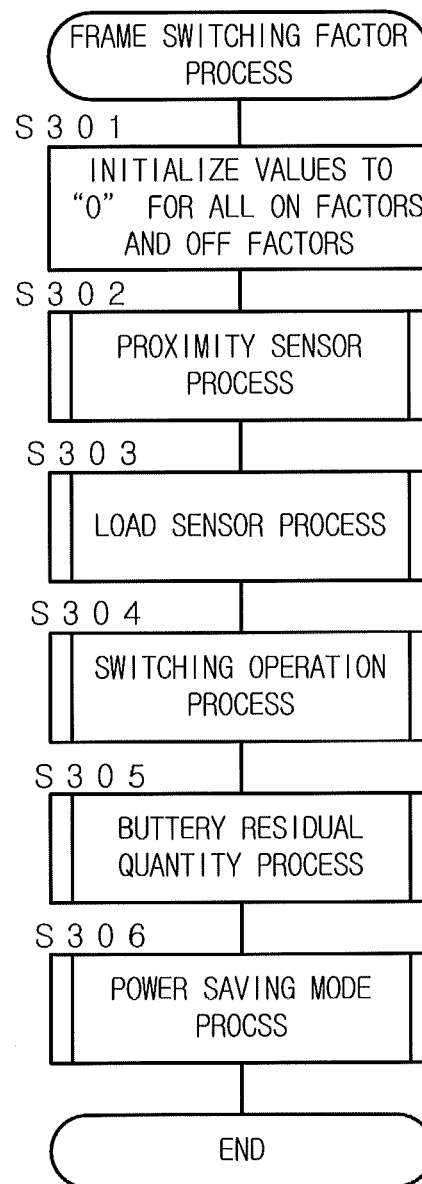 FRAME SWITCHING FACTOR
PROCESS
S301
INITIALIZE VALUES TO
“0” FOR ALL ON FACTORS
AND OFF FACTORS
S302
PROXIMITY SENSOR
PROCESS
S303
LOAD SENSOR PROCESS
S304
SWITCHING OPERATION
PROCESS
S305
BUTTERY RESIDUAL
QUANTITY PROCESS
S306
POWER SAVING MODE
PROCSS
END